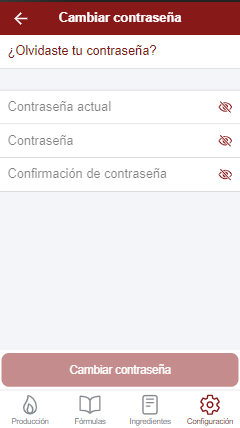 Cambiar contraseña
¿Olvidaste tu contraseña?
Contraseña actual
Contraseña
Confirmación de contraseña
Cambiar contraseña
Producción
Fórmulas
Ingredientes
Configuración